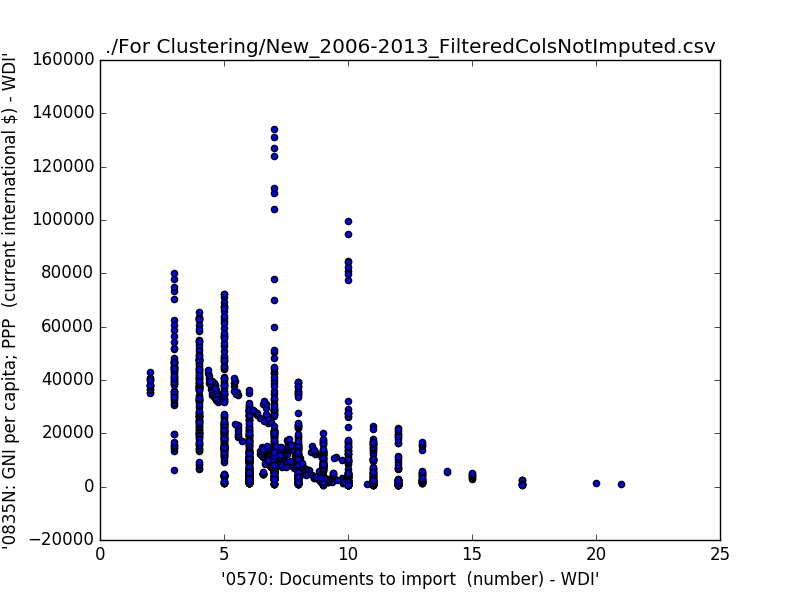 ./For Clustering/New_2006-2013_FilteredColsNotImputed.csv
'0835N: GNI per capita; PPP  (current international $) - WDI'
160000
140000
120000
100000
80000
60000
40000
20000
0
−20000
0 5 10 15 20 25
'0570: Documents to import  (number) - WDI'